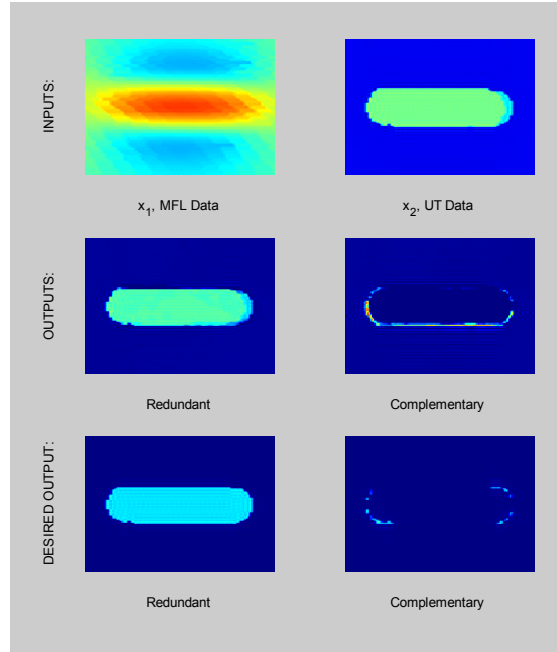 INPUTS:
x1, MFL Data
x2, UT Data
OUTPUTS:
Redundant
Complementary
DESIRED OUTPUT:
Redundant
Complementary